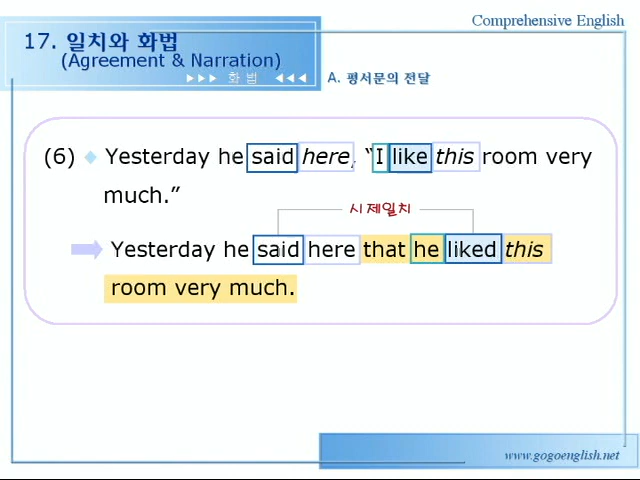 Comprehensive English
17. 일치와 화법
(Agreement & Narration)
▶▶▶ 화 법 ◀◀◀
A. 평서문의 전달
(6) ◆ Yesterday he said here, “I like this room very
much.”
시제일치
Yesterday he said here that he liked this
room very much.
www.gogoenglish.net